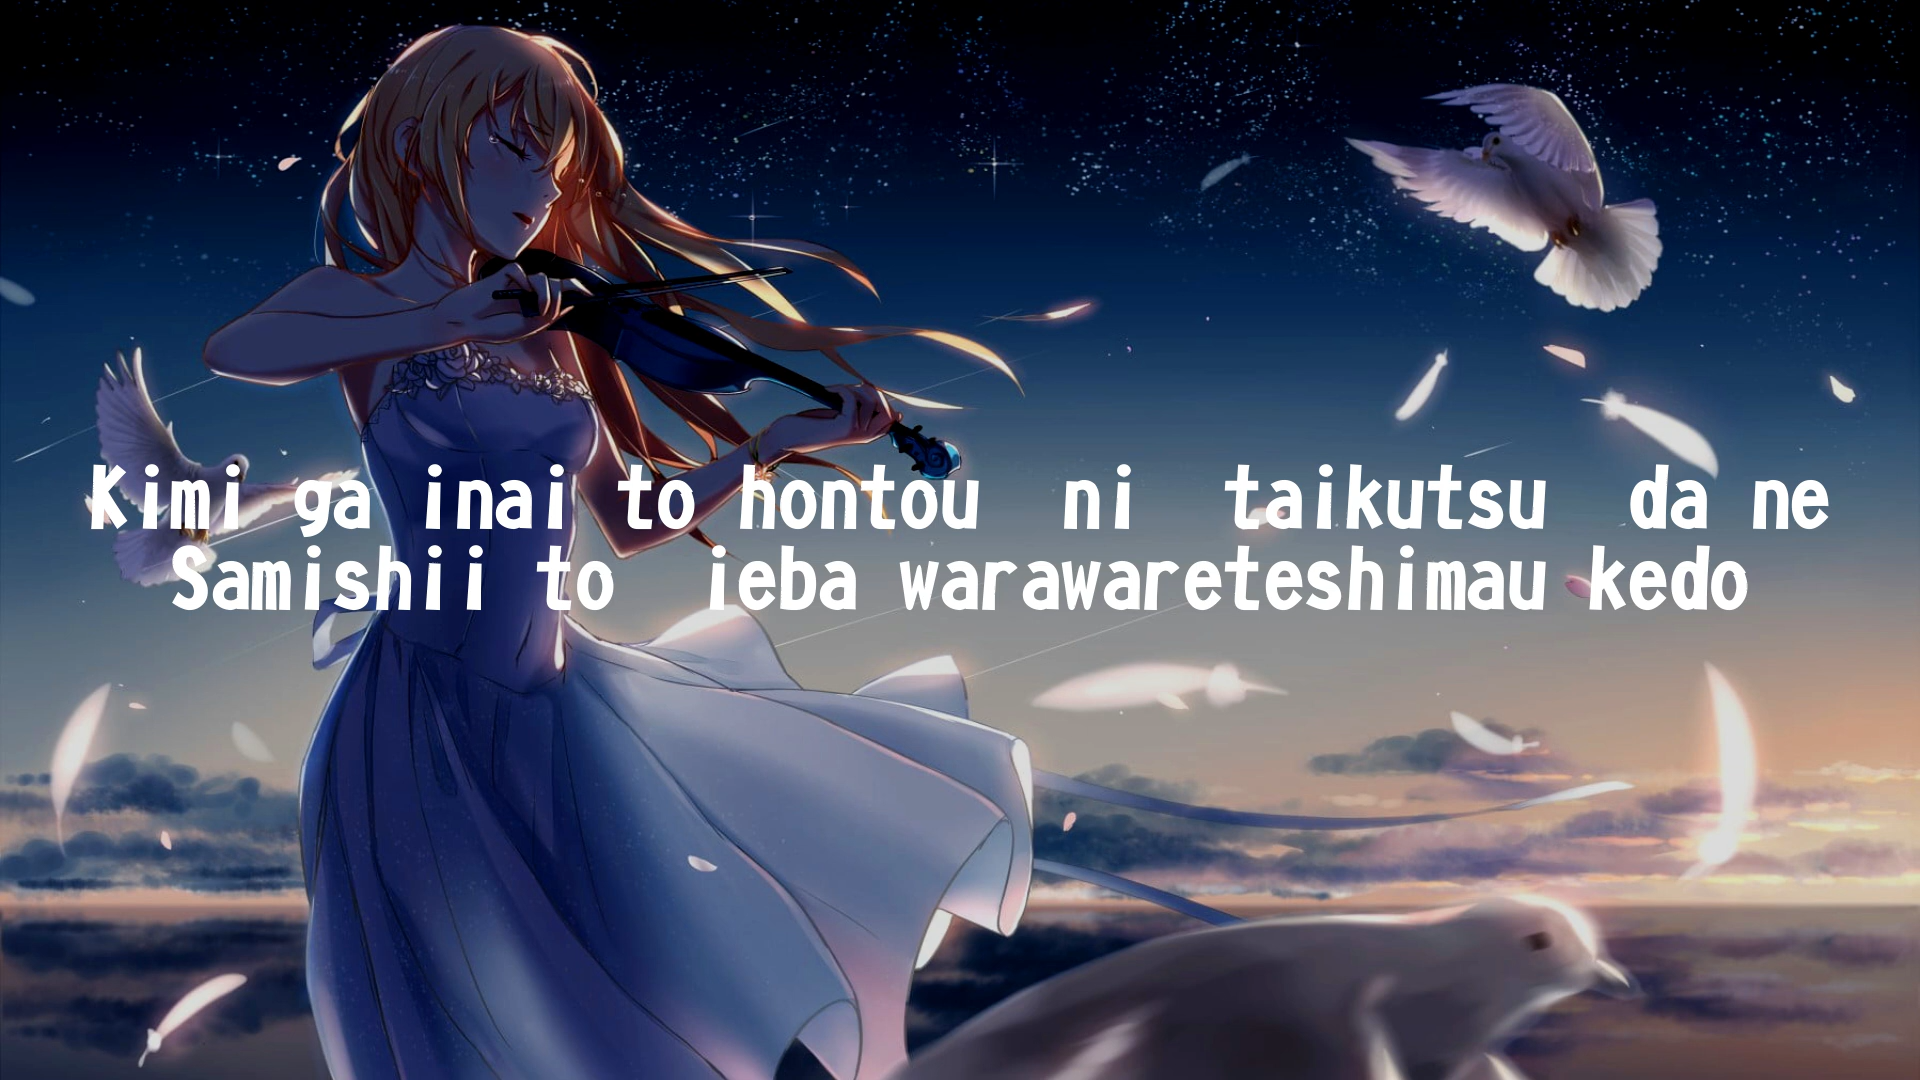 Kimi ga inai to hontou ni taikutsu da ne
Samishii to ieba warawareteshimau kedo